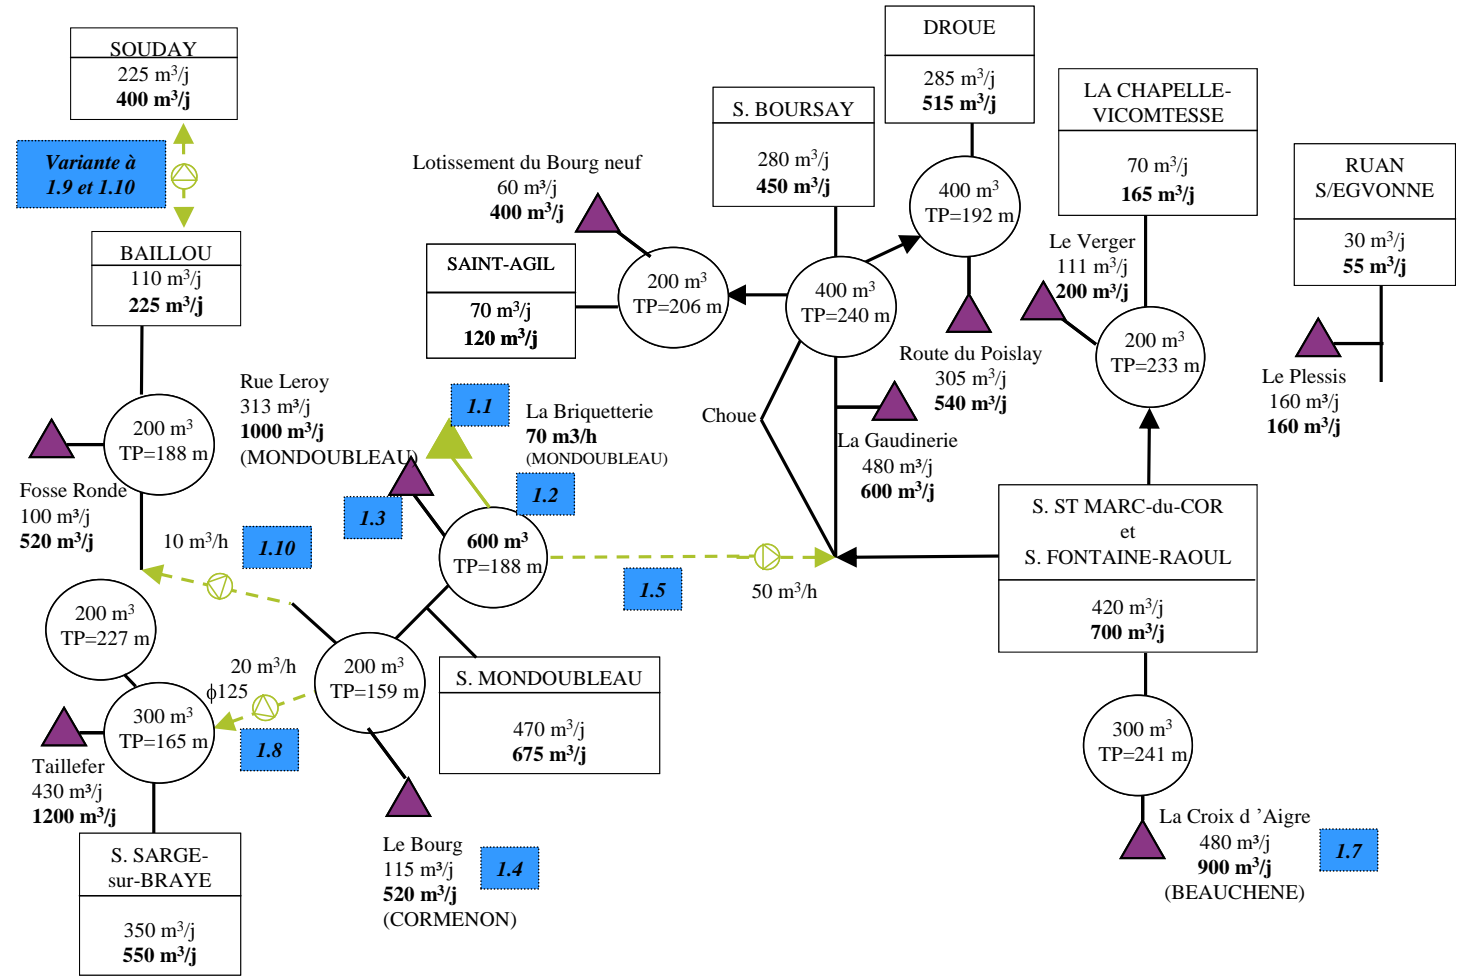 SOUDAY
225 m³/j
400 m³/j
Variante à
1.9 et 1.10
BAILLOU
110 m³/j
225 m³/j
200 m³
TP=188 m
Fosse Ronde
100 m³/j
520 m³/j
10 m³/h
1.10
200 m³
TP=227 m
300 m³
TP=165 m
20 m³/h
ϕ125
1.8
Taillefer
430 m³/j
1200 m³/j
S. SARGE-
sur-BRAYE
350 m³/j
550 m³/j
Rue Leroy
313 m³/j
1000 m³/j
(MONDOUBLEAU)
1.1
La Briquetterie
70 m3/h
(MONDOUBLEAU)
1.2
1.3
600 m³
TP=188 m
1.5
50 m³/h
200 m³
TP=159 m
S. MONDOUBLEAU
470 m³/j
675 m³/j
Le Bourg
115 m³/j
520 m³/j
(CORMENON)
1.4
Lotissement du Bourg neuf
60 m³/j
400 m³/j
SAINT-AGIL
70 m³/j
120 m³/j
200 m³
TP=206 m
S. BOURSAY
280 m³/j
450 m³/j
400 m³
TP=240 m
Choue
La Gaudinerie
480 m³/j
600 m³/j
DROUE
285 m³/j
515 m³/j
400 m³
TP=192 m
Route du Poislay
305 m³/j
540 m³/j
LA CHAPELLE-
VICOMTESSE
70 m³/j
165 m³/j
Le Verger
111 m³/j
200 m³/j
200 m³
TP=233 m
RUAN
S/EGVONNE
30 m³/j
55 m³/j
Le Plessis
160 m³/j
160 m³/j
S. ST MARC-du-COR
et
S. FONTAINE-RAOUL
420 m³/j
700 m³/j
300 m³
TP=241 m
La Croix d ’Aigre
480 m³/j
900 m³/j
(BEAUCHENE)
1.7